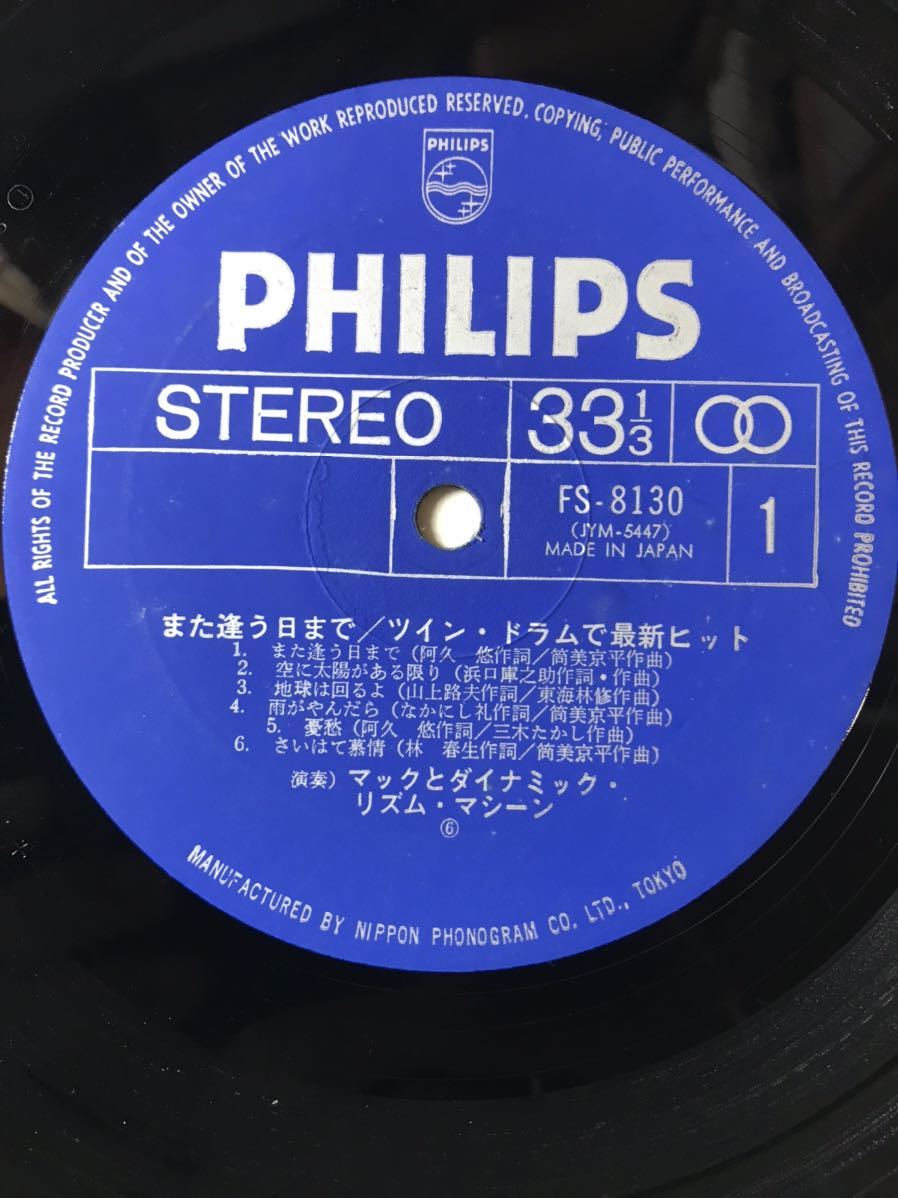 ALL RIGHTS OF THE RECORD PRODUCER AND OF THE OWNER OF THE WORK REPRODUCED RESERVED. COPYING, PUBLIC PERFORMANCE AND BROADCASTING OF THIS RECORD PROHIBITED
PHILIPS
PHILIPS
STEREO 33 1/3
FS-8130
(JYM-5447)
MADE IN JAPAN
1
また逢う日まで／ツイン・ドラムで最新ヒット
1. また逢う日まで（阿久 悠作詞／筒美京平作曲）
2. 空に太陽がある限り（浜口庫之助作詞・作曲）
3. 地球は回るよ（山上路夫作詞／東海林修作曲）
4. 雨がやんだら（なかにし礼作詞／筒美京平作曲）
5. 憂愁（阿久 悠作詞／三木たかし作曲）
6. さいはて慕情（林 春生作詞／筒美京平作曲）
演奏）マックとダイナミック・
リズム・マシーン
⑥
MANUFACTURED BY NIPPON PHONOGRAM CO. LTD., TOKYO